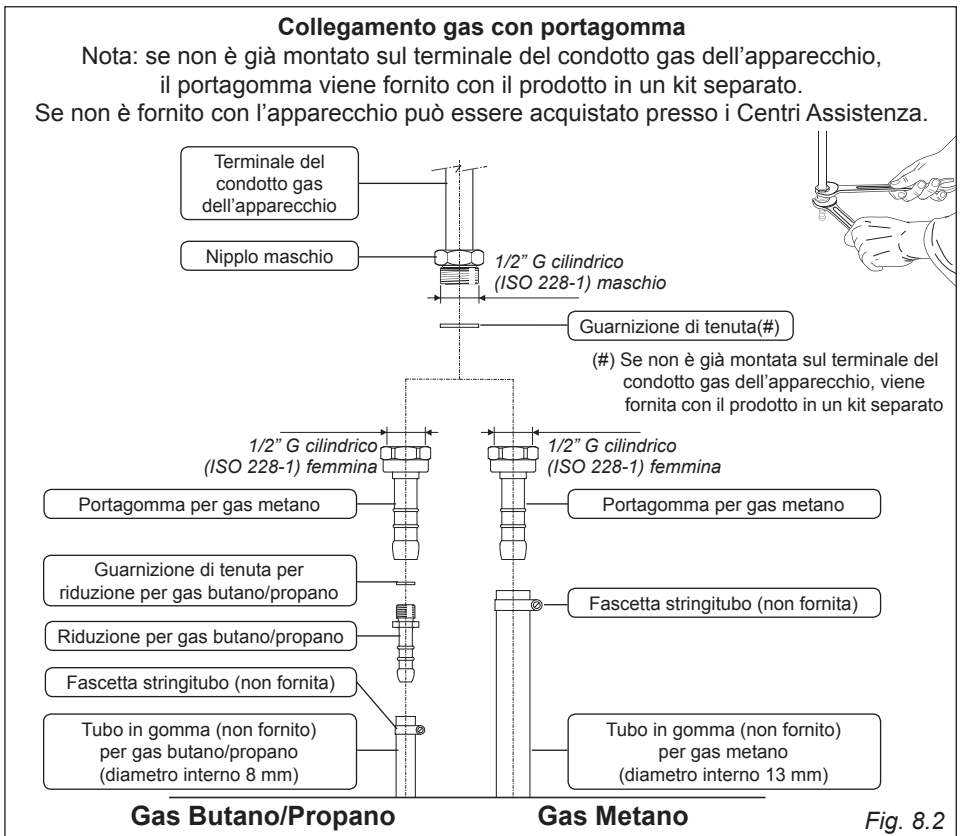 Collegamento gas con portagomma
Nota: se non è già montato sul terminale del condotto gas dell'apparecchio,
il portagomma viene fornito con il prodotto in un kit separato.
Se non è fornito con l'apparecchio può essere acquistato presso i Centri Assistenza.
Terminale del
condotto gas
dell'apparecchio
Nipplo maschio
1/2" G cilindrico
(ISO 228-1) maschio
Guarnizione di tenuta(#)
(#) Se non è già montata sul terminale del
condotto gas dell'apparecchio, viene
fornita con il prodotto in un kit separato
1/2" G cilindrico
(ISO 228-1) femmina
1/2" G cilindrico
(ISO 228-1) femmina
Portagomma per gas metano
Portagomma per gas metano
Guarnizione di tenuta per
riduzione per gas butano/propano
Fascetta stringitubo (non fornita)
Riduzione per gas butano/propano
Fascetta stringitubo (non fornita)
Tubo in gomma (non fornito)
per gas butano/propano
(diametro interno 8 mm)
Tubo in gomma (non fornito)
per gas metano
(diametro interno 13 mm)
Gas Butano/Propano
Gas Metano
Fig. 8.2